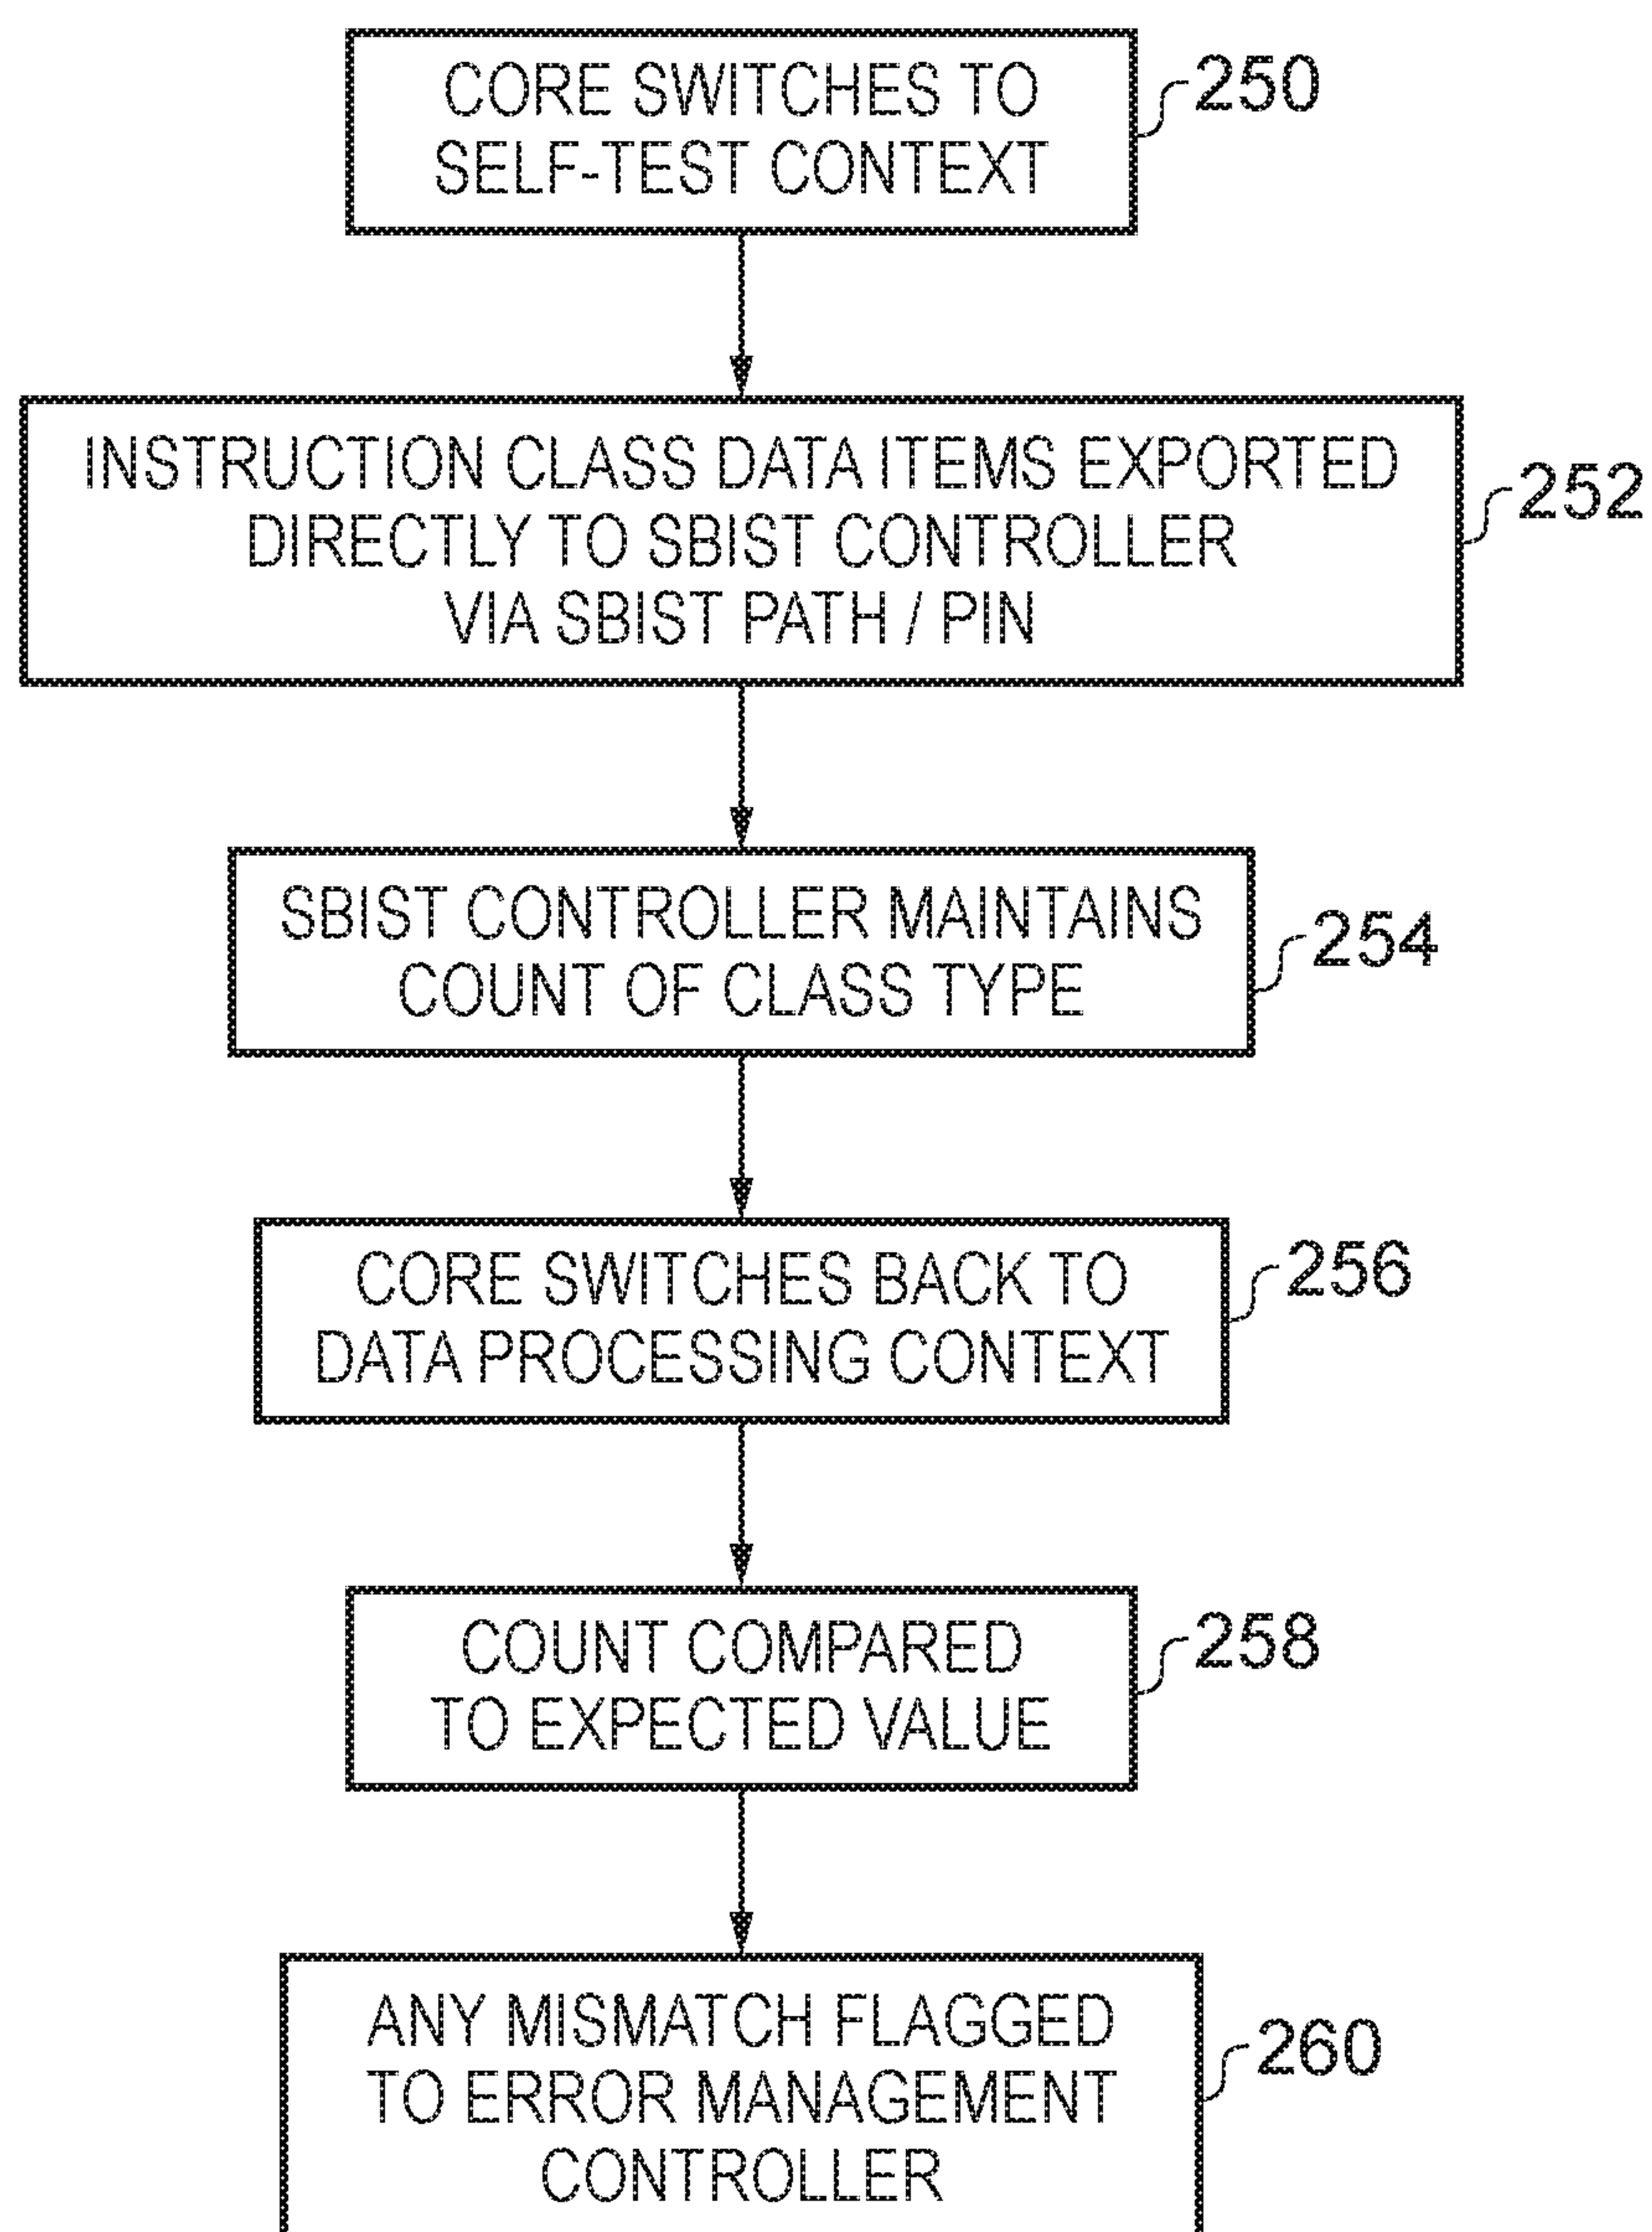 CORE SWITCHES TO
SELF-TEST CONTEXT
250
INSTRUCTION CLASS DATA ITEMS EXPORTED
DIRECTLY TO SBIST CONTROLLER
VIA SBIST PATH / PIN
252
SBIST CONTROLLER MAINTAINS
COUNT OF CLASS TYPE
254
CORE SWITCHES BACK TO
DATA PROCESSING CONTEXT
256
COUNT COMPARED
TO EXPECTED VALUE
258
ANY MISMATCH FLAGGED
TO ERROR MANAGEMENT
CONTROLLER
260